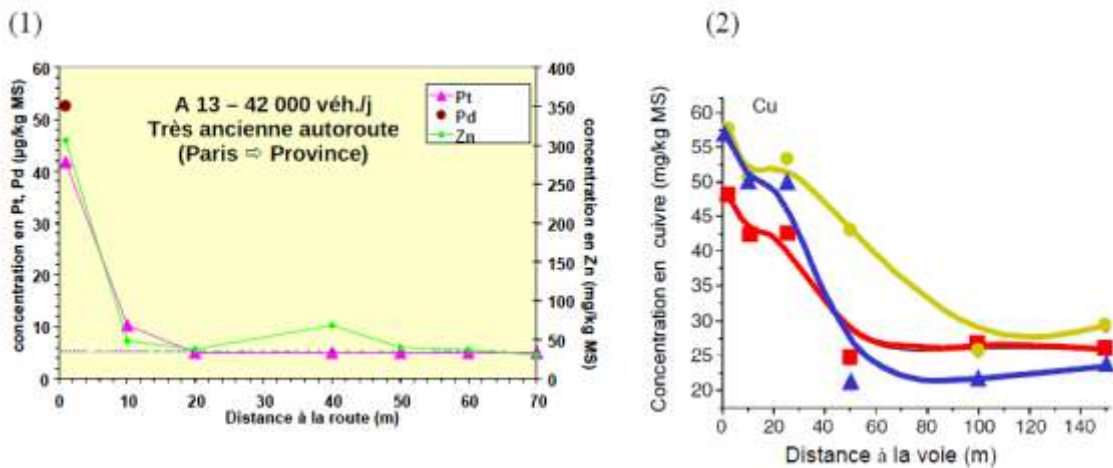 (1)
(2)
A 13 – 42 000 véh./j
Très ancienne autoroute
(Paris ⇨ Province)
Pt
Pd
Zn
concentration en Pt, Pd (µg/kg MS)
60
50
40
30
20
10
0
concentration en Zn (mg/kg MS)
400
350
300
250
200
150
100
50
0
0 10 20 30 40 50 60 70
Distance à la route (m)
Cu
Concentration en cuivre (mg/kg MS)
60
55
50
45
40
35
30
25
20
0 20 40 60 80 100 120 140
Distance à la voie (m)